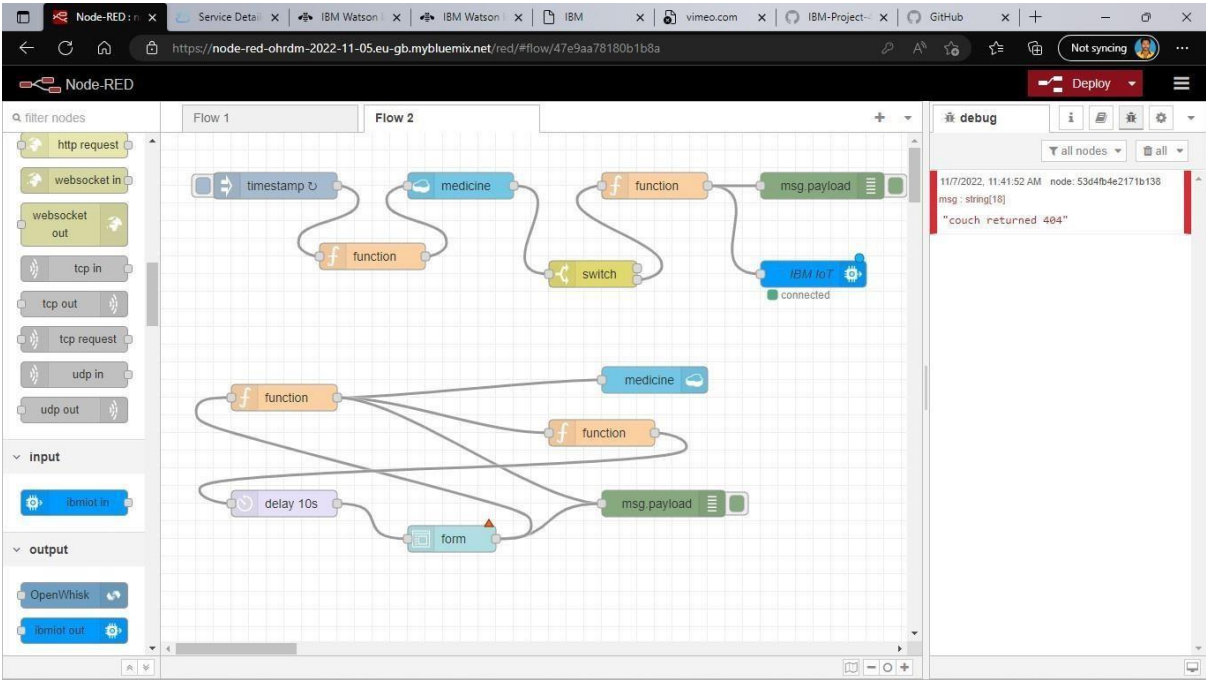 Node-RED : n
Service Detail
IBM Watson
IBM Watson
IBM
vimeo.com
IBM-Project-
GitHub
https://node-red-ohrdm-2022-11-05.eu-gb.mybluemix.net/red/#flow/47e9aa78180b1b8a
Not syncing
Node-RED
Deploy
filter nodes
Flow 1
Flow 2
debug
i
all nodes
all
http request
websocket in
websocket
out
tcp in
tcp out
tcp request
udp in
udp out
input
ibmiot in
output
OpenWhisk
ibmiot out
timestamp ↻
medicine
function
msg.payload
function
switch
IBM IoT
connected
medicine
function
function
delay 10s
msg.payload
form
11/7/2022, 11:41:52 AM node: 53d4fb4e2171b138
msg : string[18]
"couch returned 404"